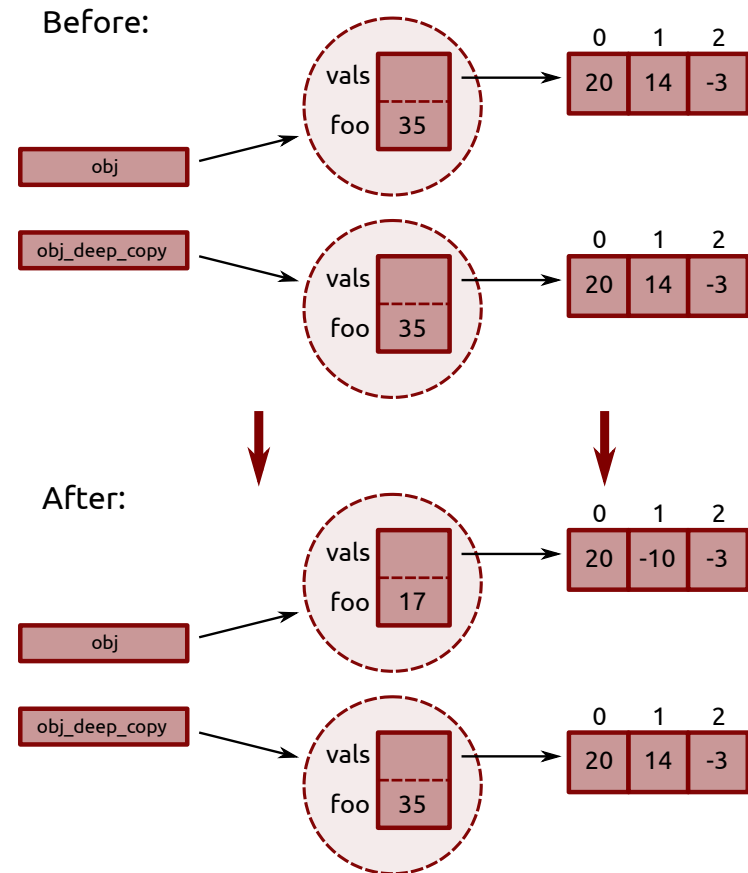 Before:
0 1 2
vals 20 14 -3
foo 35
obj
obj_deep_copy
0 1 2
vals 20 14 -3
foo 35
After:
0 1 2
vals 20 -10 -3
foo 17
obj
obj_deep_copy
0 1 2
vals 20 14 -3
foo 35